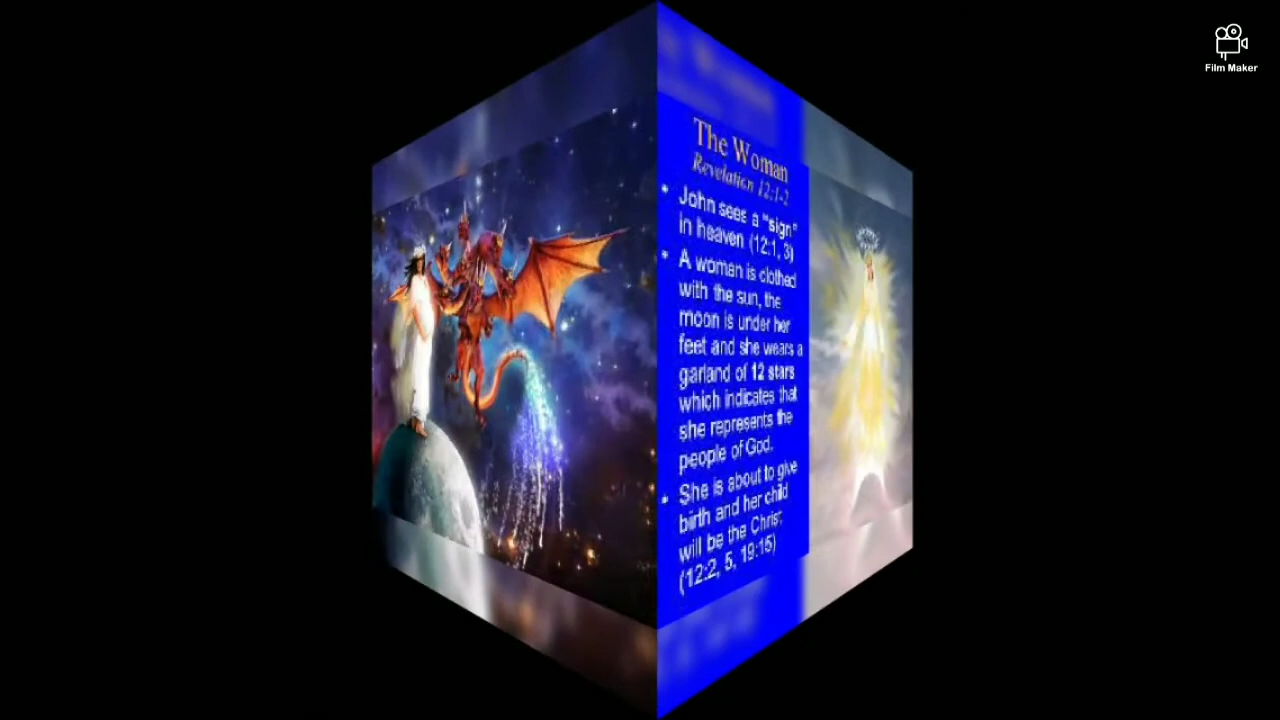 Film Maker
The Woman
Revelation 12:1-2
• John sees a "sign"
in heaven (12:1, 3)
• A woman is clothed
with the sun, the
moon is under her
feet and she wears a
garland of 12 stars
which indicates that
she represents the
people of God.
• She is about to give
birth and her child
will be the Christ
(12:2, 5, 19:15)